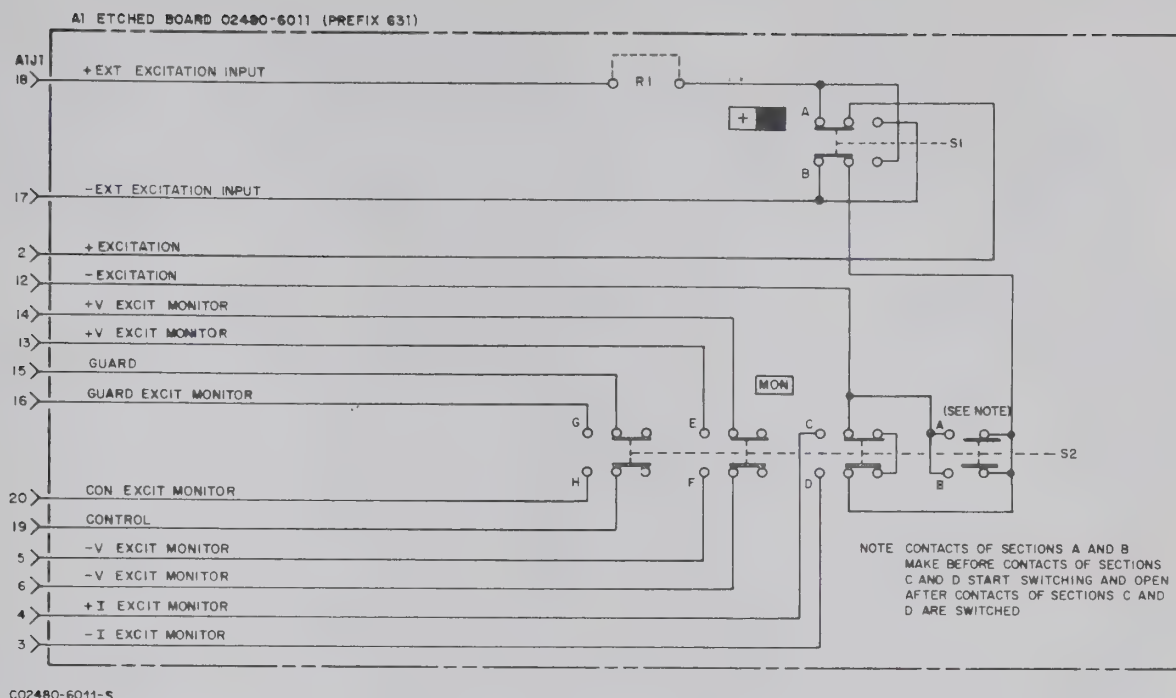 A1 ETCHED BOARD 02480-6011 (PREFIX 631)
A1J1
18 +EXT EXCITATION INPUT
R1
+
A
S1
B
17 -EXT EXCITATION INPUT
2 +EXCITATION
12 -EXCITATION
14 +V EXCIT MONITOR
13 +V EXCIT MONITOR
15 GUARD
16 GUARD EXCIT MONITOR
MON
(SEE NOTE)
G E C A
S2
H F D B
20 CON EXCIT MONITOR
19 CONTROL
5 -V EXCIT MONITOR
6 -V EXCIT MONITOR
4 +I EXCIT MONITOR
3 -I EXCIT MONITOR
NOTE CONTACTS OF SECTIONS A AND B
MAKE BEFORE CONTACTS OF SECTIONS
C AND D START SWITCHING AND OPEN
AFTER CONTACTS OF SECTIONS C AND
D ARE SWITCHED
C02480-6011-S